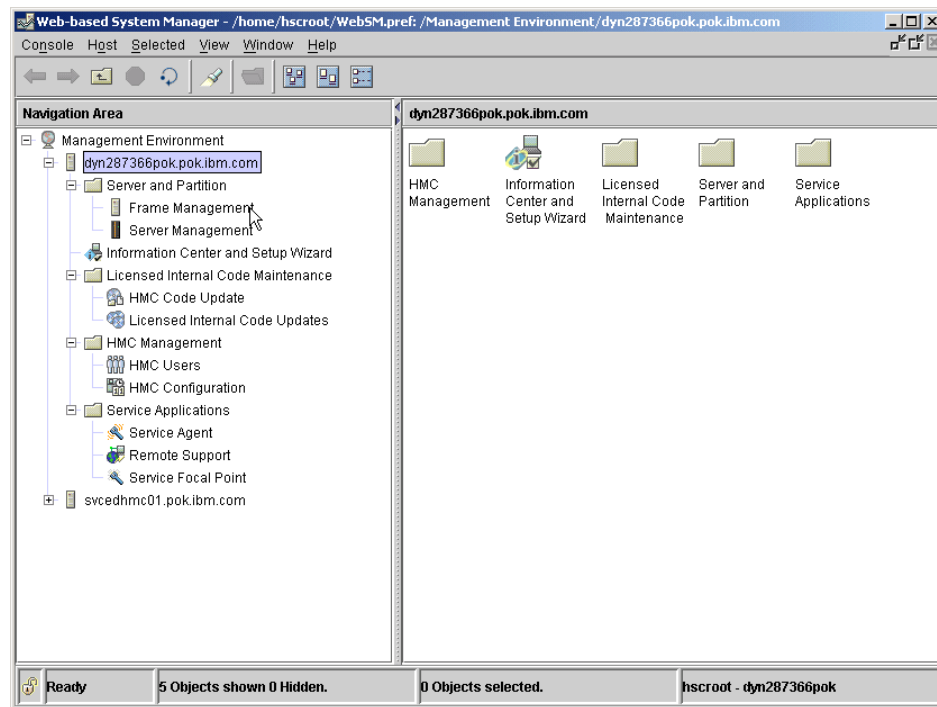 Web-based System Manager - /home/hscroot/WebSM.pref: /Management Environment/dyn287366pok.pok.ibm.com
Console Host Selected View Window Help
Navigation Area
dyn287366pok.pok.ibm.com
Management Environment
dyn287366pok.pok.ibm.com
Server and Partition
Frame Management
Server Management
Information Center and Setup Wizard
Licensed Internal Code Maintenance
HMC Code Update
Licensed Internal Code Updates
HMC Management
HMC Users
HMC Configuration
Service Applications
Service Agent
Remote Support
Service Focal Point
svcedhmc01.pok.ibm.com
HMC
Management
Information
Center and
Setup Wizard
Licensed
Internal Code
Maintenance
Server and
Partition
Service
Applications
Ready
5 Objects shown 0 Hidden.
0 Objects selected.
hscroot - dyn287366pok